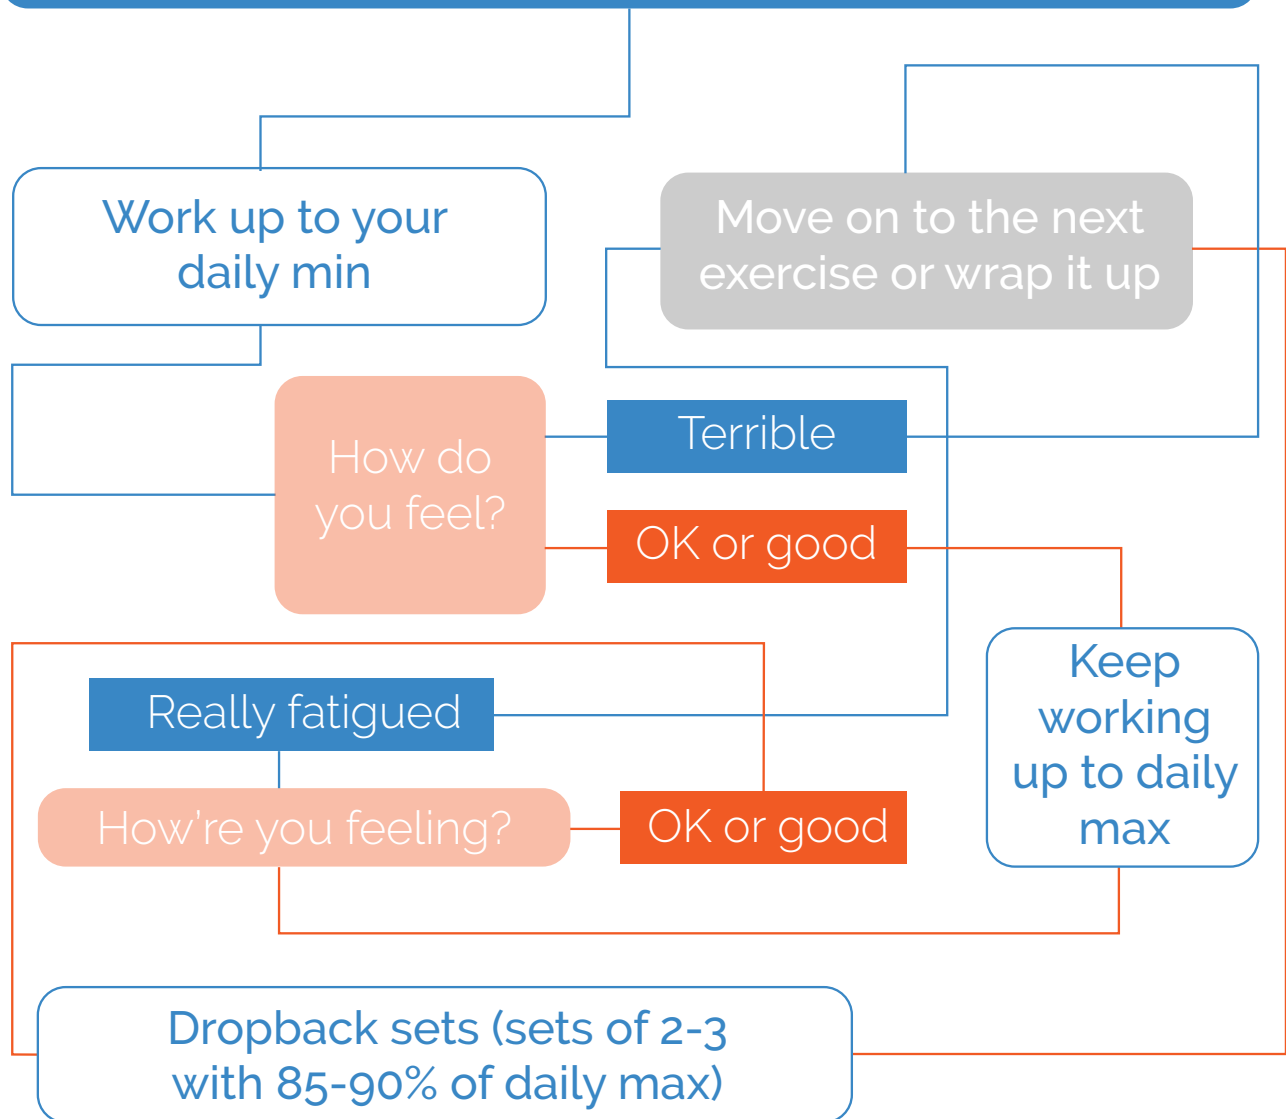 Work up to your
daily min
Move on to the next
exercise or wrap it up
How do
you feel?
Terrible
OK or good
Keep
working
up to daily
max
Really fatigued
How're you feeling?
OK or good
Dropback sets (sets of 2-3
with 85-90% of daily max)